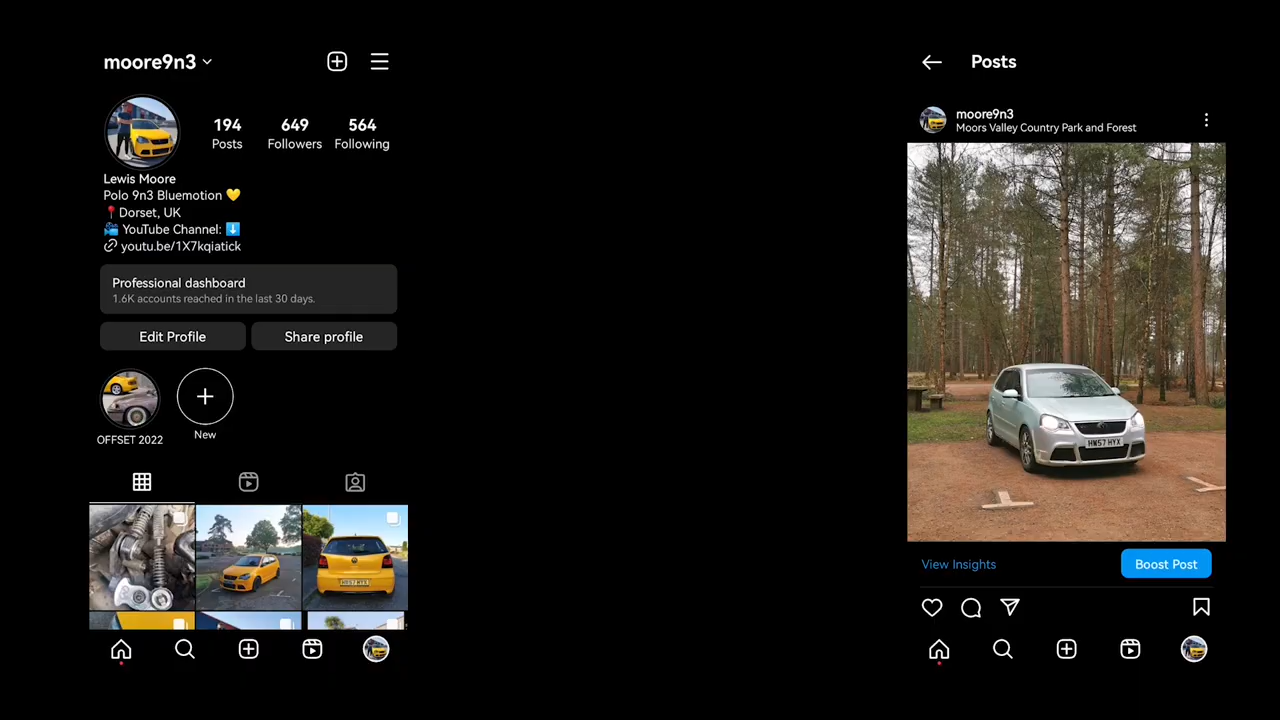 moore9n3
194
Posts
649
Followers
564
Following
Lewis Moore
Polo 9n3 Bluemotion 💛
📍Dorset, UK
🎥 YouTube Channel: ⬇️
youtu.be/1X7kqiatick
Professional dashboard
1.6K accounts reached in the last 30 days.
Edit Profile
Share profile
OFFSET 2022
New
Posts
moore9n3
Moors Valley Country Park and Forest
HW57 HYX
View Insights
Boost Post